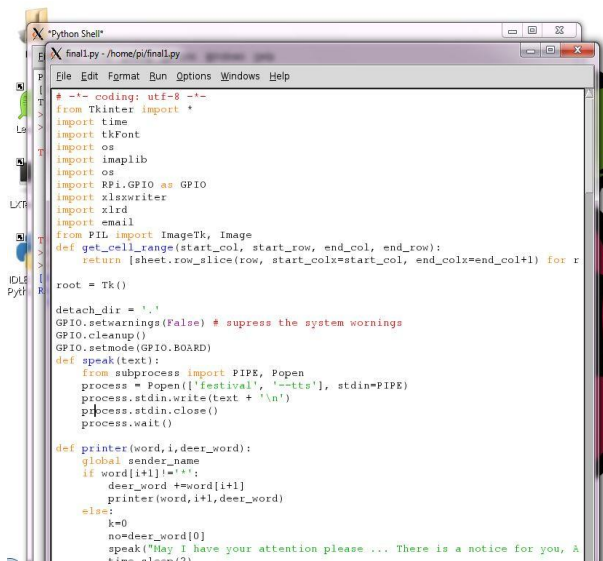 *Python Shell*
final1.py - /home/pi/final1.py
File Edit Format Run Options Windows Help
# -*- coding: utf-8 -*-
from Tkinter import *
import time
import tkFont
import os
import imaplib
import os
import RPi.GPIO as GPIO
import xlsxwriter
import xlrd
import email
from PIL import ImageTk, Image
def get_cell_range(start_col, start_row, end_col, end_row):
    return [sheet.row_slice(row, start_colx=start_col, end_colx=end_col+1) for r
root = Tk()
detach_dir = '.'
GPIO.setwarnings(False) # supress the system wornings
GPIO.cleanup()
GPIO.setmode(GPIO.BOARD)
def speak(text):
    from subprocess import PIPE, Popen
    process = Popen(['festival', '--tts'], stdin=PIPE)
    process.stdin.write(text + '\n')
    process.stdin.close()
    process.wait()
def printer(word,i,deer_word):
    global sender_name
    if word[i+1]!='*':
        deer_word +=word[i+1]
        printer(word,i+1,deer_word)
    else:
        k=0
        no=deer_word[0]
        speak("May I have your attention please ... There is a notice for you, A
        time.sleep(2)